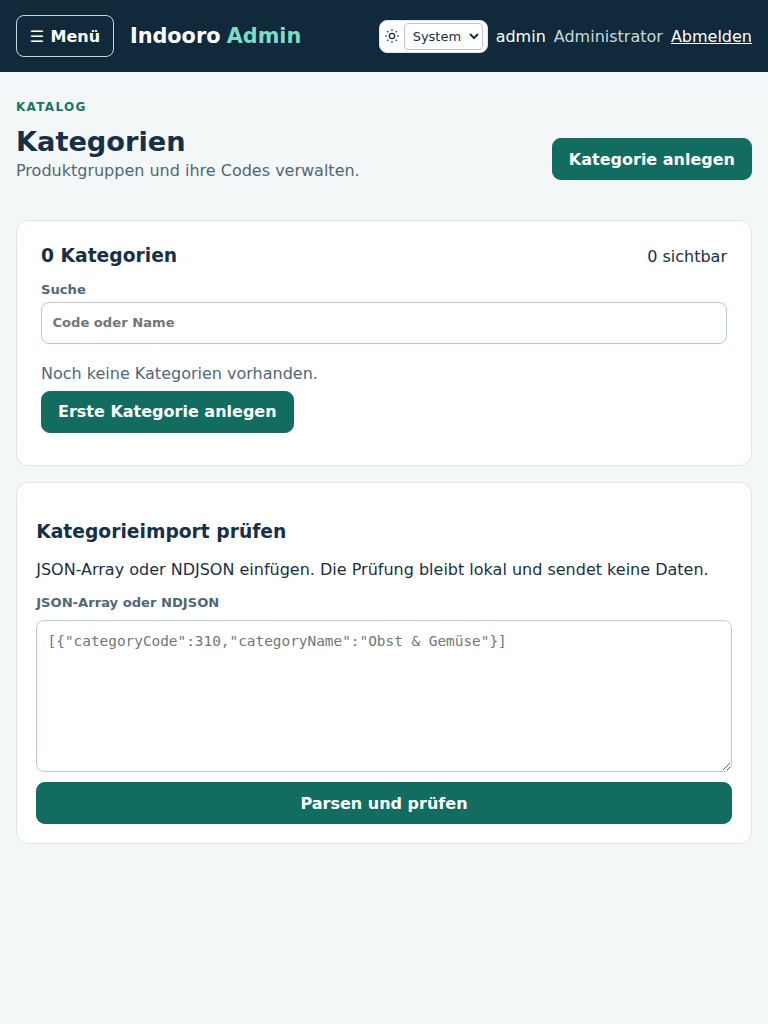 ☰ Menü
Indooro Admin
System
admin Administrator Abmelden
KATALOG
Kategorien
Produktgruppen und ihre Codes verwalten.
Kategorie anlegen
0 Kategorien
0 sichtbar
Suche
Code oder Name
Noch keine Kategorien vorhanden.
Erste Kategorie anlegen
Kategorieimport prüfen
JSON-Array oder NDJSON einfügen. Die Prüfung bleibt lokal und sendet keine Daten.
JSON-Array oder NDJSON
[{"categoryCode":310,"categoryName":"Obst & Gemüse"}]
Parsen und prüfen